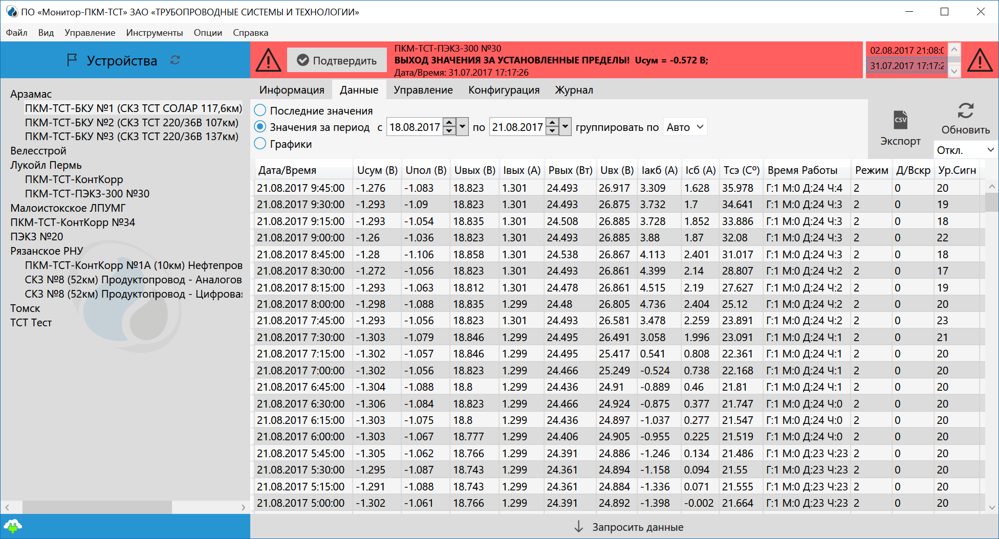 ПО «Монитор-ПКМ-ТСТ» ЗАО «ТРУБОПРОВОДНЫЕ СИСТЕМЫ И ТЕХНОЛОГИИ»
Файл Вид Управление Инструменты Опции Справка
Устройства
Арзамас
ПКМ-ТСТ-БКУ №1 (СКЗ ТСТ СОЛАР 117,6км)
ПКМ-ТСТ-БКУ №2 (СКЗ ТСТ 220/36В 107км)
ПКМ-ТСТ-БКУ №3 (СКЗ ТСТ 220/36В 137км)
Велесстрой
Лукойл Пермь
ПКМ-ТСТ-КонтКорр
ПКМ-ТСТ-ПЭКЗ-300 №30
Малоистокское ЛПУМГ
ПКМ-ТСТ-КонтКорр №34
ПЭКЗ №20
Рязанское РНУ
ПКМ-ТСТ-КонтКорр №1А (10км) Нефтепров
СКЗ №8 (52км) Продуктопровод - Аналогов
СКЗ №8 (52км) Продуктопровод - Цифровая
Томск
ТСТ Тест
Подтвердить
ПКМ-ТСТ-ПЭКЗ-300 №30
ВЫХОД ЗНАЧЕНИЯ ЗА УСТАНОВЛЕННЫЕ ПРЕДЕЛЫ! Uсум = -0.572 В;
Дата/Время: 31.07.2017 17:17:26
02.08.2017 21:08:0
31.07.2017 17:17:2
Информация Данные Управление Конфигурация Журнал
Последние значения
Значения за период с 18.08.2017 по 21.08.2017 группировать по Авто
Графики
CSV
Экспорт
Обновить
Откл.
Дата/Время Uсум (В) Uпол (В) Uвых (В) Iвых (А) Рвых (Вт) Uвх (В) Iакб (А) Iсб (А) Тсэ (Сº) Время Работы Режим Д/Вскр Ур.Сигн
21.08.2017 9:45:00 -1.276 -1.083 18.823 1.301 24.493 26.917 3.309 1.628 35.978 Г:1 М:0 Д:24 Ч:4 2 0 20
21.08.2017 9:30:00 -1.293 -1.09 18.823 1.301 24.493 26.875 3.732 1.7 34.641 Г:1 М:0 Д:24 Ч:3 2 0 19
21.08.2017 9:15:00 -1.293 -1.054 18.835 1.301 24.508 26.885 3.728 1.852 33.886 Г:1 М:0 Д:24 Ч:3 2 0 18
21.08.2017 9:00:00 -1.26 -1.036 18.823 1.301 24.493 26.885 3.88 1.87 32.08 Г:1 М:0 Д:24 Ч:3 2 0 22
21.08.2017 8:45:00 -1.28 -1.106 18.858 1.301 24.538 26.867 4.113 2.401 31.017 Г:1 М:0 Д:24 Ч:3 2 0 18
21.08.2017 8:30:00 -1.272 -1.056 18.823 1.301 24.493 26.861 4.399 2.14 28.807 Г:1 М:0 Д:24 Ч:2 2 0 17
21.08.2017 8:15:00 -1.293 -1.063 18.812 1.301 24.478 26.861 4.515 2.19 27.627 Г:1 М:0 Д:24 Ч:2 2 0 19
21.08.2017 8:00:00 -1.298 -1.088 18.835 1.299 24.48 26.805 4.736 2.404 25.12 Г:1 М:0 Д:24 Ч:2 2 0 20
21.08.2017 7:45:00 -1.293 -1.056 18.823 1.301 24.493 26.581 3.478 2.259 23.891 Г:1 М:0 Д:24 Ч:2 2 0 23
21.08.2017 7:30:00 -1.303 -1.079 18.846 1.299 24.495 26.491 3.058 1.996 23.091 Г:1 М:0 Д:24 Ч:1 2 0 21
21.08.2017 7:15:00 -1.302 -1.057 18.846 1.299 24.495 25.417 0.541 0.808 22.361 Г:1 М:0 Д:24 Ч:1 2 0 20
21.08.2017 7:00:00 -1.302 -1.056 18.823 1.299 24.466 25.249 -0.524 0.738 22.168 Г:1 М:0 Д:24 Ч:1 2 0 20
21.08.2017 6:45:00 -1.304 -1.088 18.8 1.299 24.436 24.91 -0.889 0.46 21.81 Г:1 М:0 Д:24 Ч:1 2 0 20
21.08.2017 6:30:00 -1.306 -1.084 18.823 1.299 24.466 24.924 -0.875 0.377 21.747 Г:1 М:0 Д:24 Ч:0 2 0 20
21.08.2017 6:15:00 -1.303 -1.075 18.8 1.299 24.436 24.897 -1.037 0.277 21.547 Г:1 М:0 Д:24 Ч:0 2 0 20
21.08.2017 6:00:00 -1.303 -1.067 18.777 1.299 24.406 24.905 -0.955 0.225 21.519 Г:1 М:0 Д:24 Ч:0 2 0 20
21.08.2017 5:45:00 -1.305 -1.062 18.766 1.299 24.391 24.886 -1.246 0.134 21.486 Г:1 М:0 Д:23 Ч:23 2 0 20
21.08.2017 5:30:00 -1.295 -1.087 18.743 1.299 24.361 24.894 -1.158 0.094 21.55 Г:1 М:0 Д:23 Ч:23 2 0 20
21.08.2017 5:15:00 -1.291 -1.088 18.743 1.299 24.361 24.884 -1.336 0.071 21.555 Г:1 М:0 Д:23 Ч:23 2 0 20
21.08.2017 5:00:00 -1.302 -1.061 18.766 1.299 24.391 24.892 -1.398 -0.002 21.664 Г:1 М:0 Д:23 Ч:23 2 0 20
Запросить данные